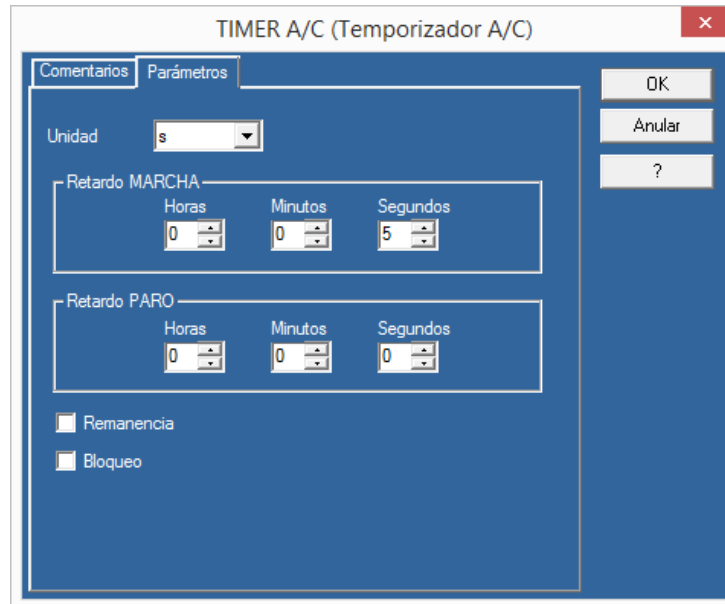 TIMER A/C (Temporizador A/C)
×
Comentarios
Parámetros
OK
Anular
?
Unidad
s
Retardo MARCHA
Horas Minutos Segundos
0 0 5
Retardo PARO
Horas Minutos Segundos
0 0 0
Remanencia
Bloqueo